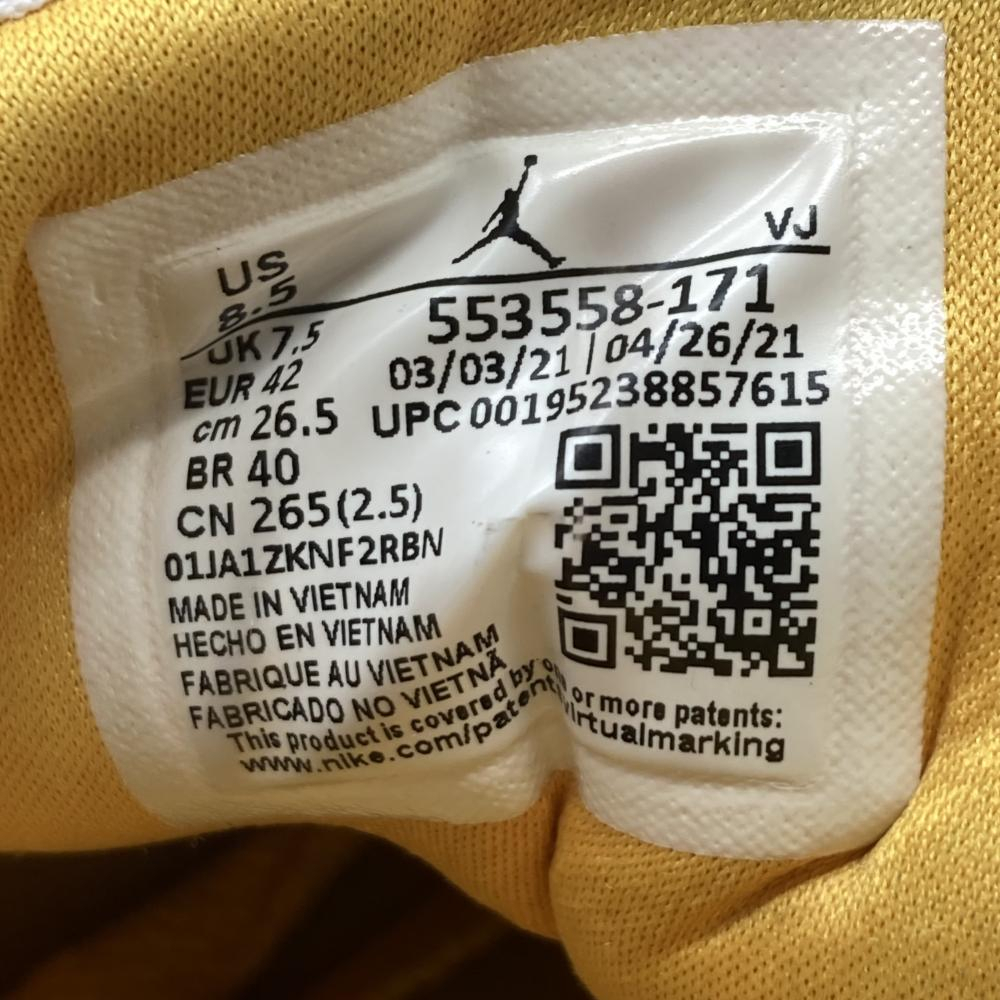 VJ
US
8.5
UK 7.5
EUR 42
cm 26.5
BR 40
CN 265(2.5)
553558-171
03/03/21 | 04/26/21
UPC 00195238857615
01JA1ZKNF2RBN
MADE IN VIETNAM
HECHO EN VIETNAM
FABRIQUE AU VIETNAM
FABRICADO NO VIETNÃ
This product is covered by or more patents:
www.nike.com/patent virtualmarking